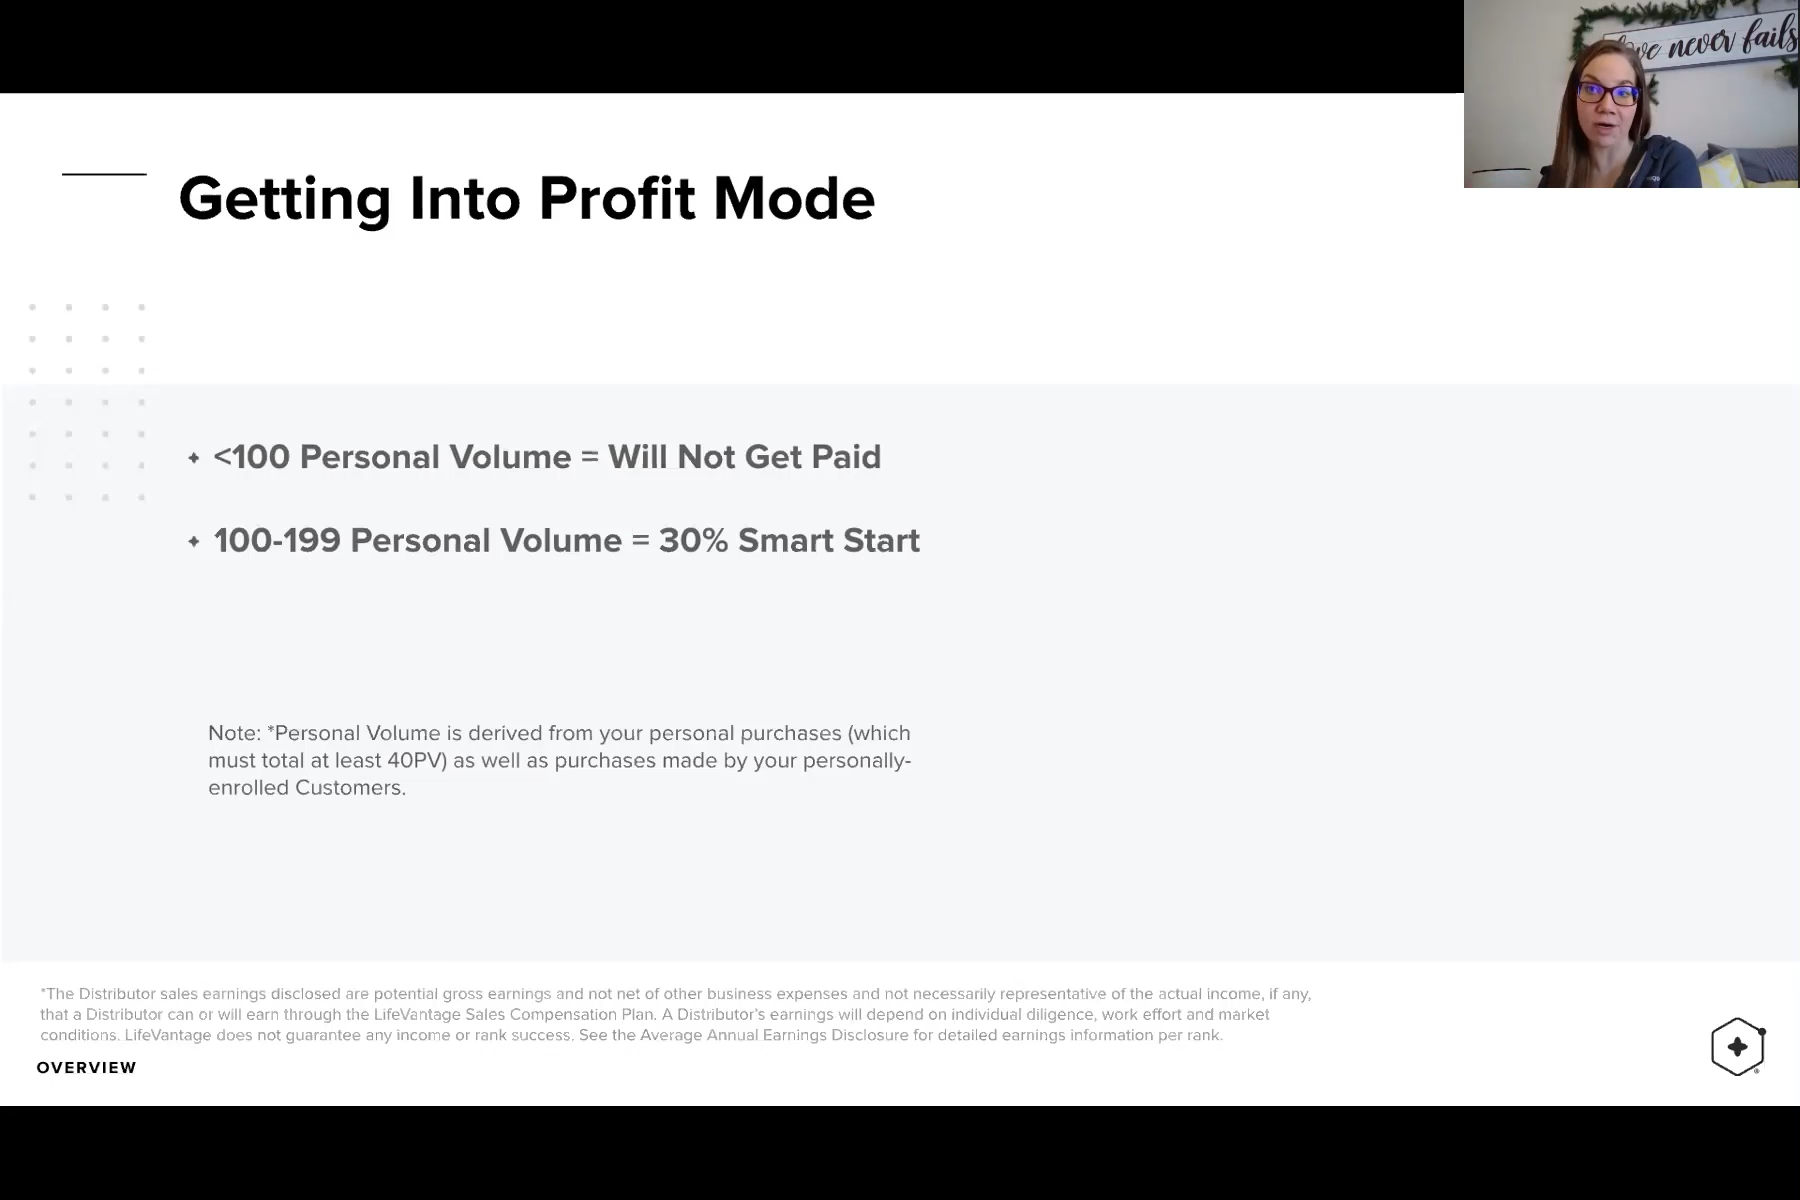 love never fails
Getting Into Profit Mode
<100 Personal Volume = Will Not Get Paid
100-199 Personal Volume = 30% Smart Start
Note: *Personal Volume is derived from your personal purchases (which
must total at least 40PV) as well as purchases made by your personally-
enrolled Customers.
*The Distributor sales earnings disclosed are potential gross earnings and not net of other business expenses and not necessarily representative of the actual income, if any,
that a Distributor can or will earn through the LifeVantage Sales Compensation Plan. A Distributor’s earnings will depend on individual diligence, work effort and market
conditions. LifeVantage does not guarantee any income or rank success. See the Average Annual Earnings Disclosure for detailed earnings information per rank.
OVERVIEW